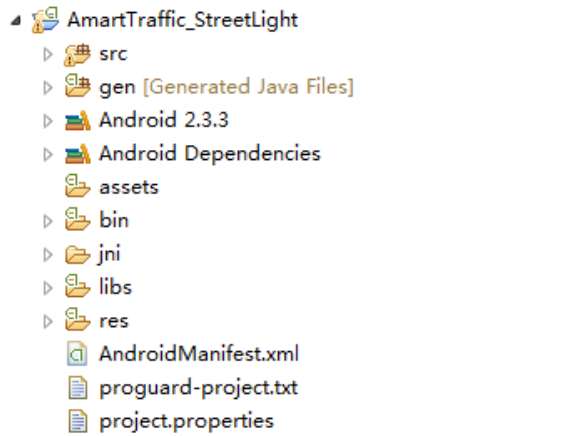 AmartTraffic_StreetLight
src
gen [Generated Java Files]
Android 2.3.3
Android Dependencies
assets
bin
jni
libs
res
AndroidManifest.xml
proguard-project.txt
project.properties